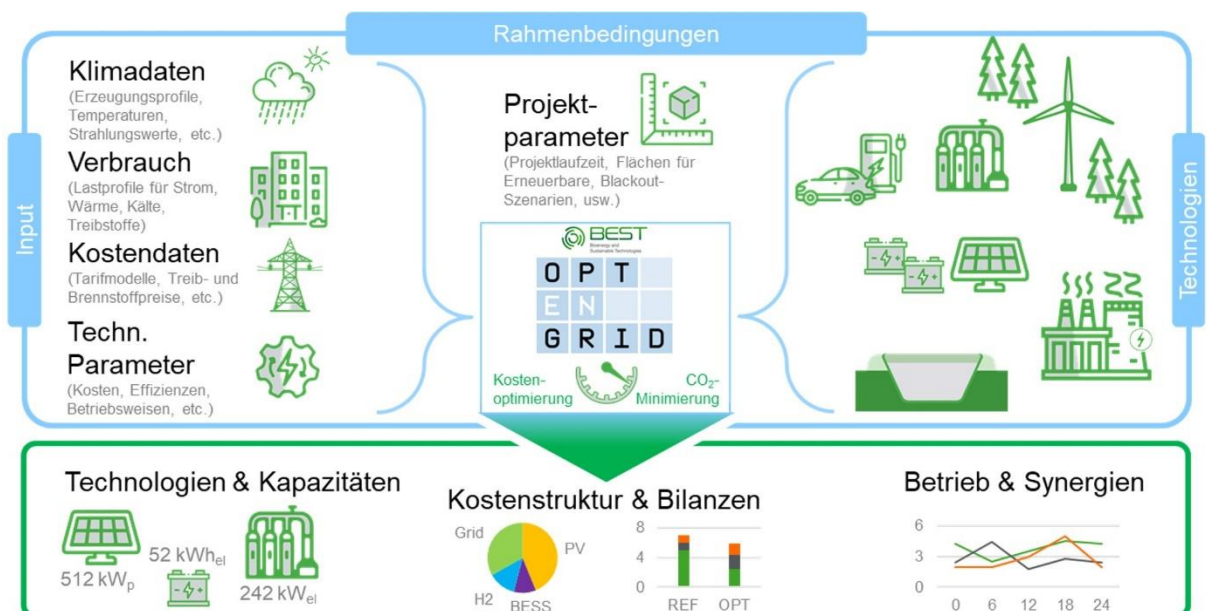 Rahmenbedingungen
Input
Klimadaten
(Erzeugungsprofile,
Temperaturen,
Strahlungswerte, etc.)
Verbrauch
(Lastprofile für Strom,
Wärme, Kälte,
Treibstoffe)
Kostendaten
(Tarifmodelle, Treib- und
Brennstoffpreise, etc.)
Techn.
Parameter
(Kosten, Effizienzen,
Betriebsweisen, etc.)
Projekt-
parameter
(Projektlaufzeit, Flächen für
Erneuerbare, Blackout-
Szenarien, usw.)
BEST
Bioenergy and
Sustainable Technologies
OPT
EN
GRID
Kosten-
optimierung
CO₂-
Minimierung
Technologien
Technologien & Kapazitäten
512 kWₚ
52 kWhₑₗ
242 kWₑₗ
Kostenstruktur & Bilanzen
Grid
PV
H2
BESS
8
4
0
REF OPT
Betrieb & Synergien
6
3
0
0 6 12 18 24